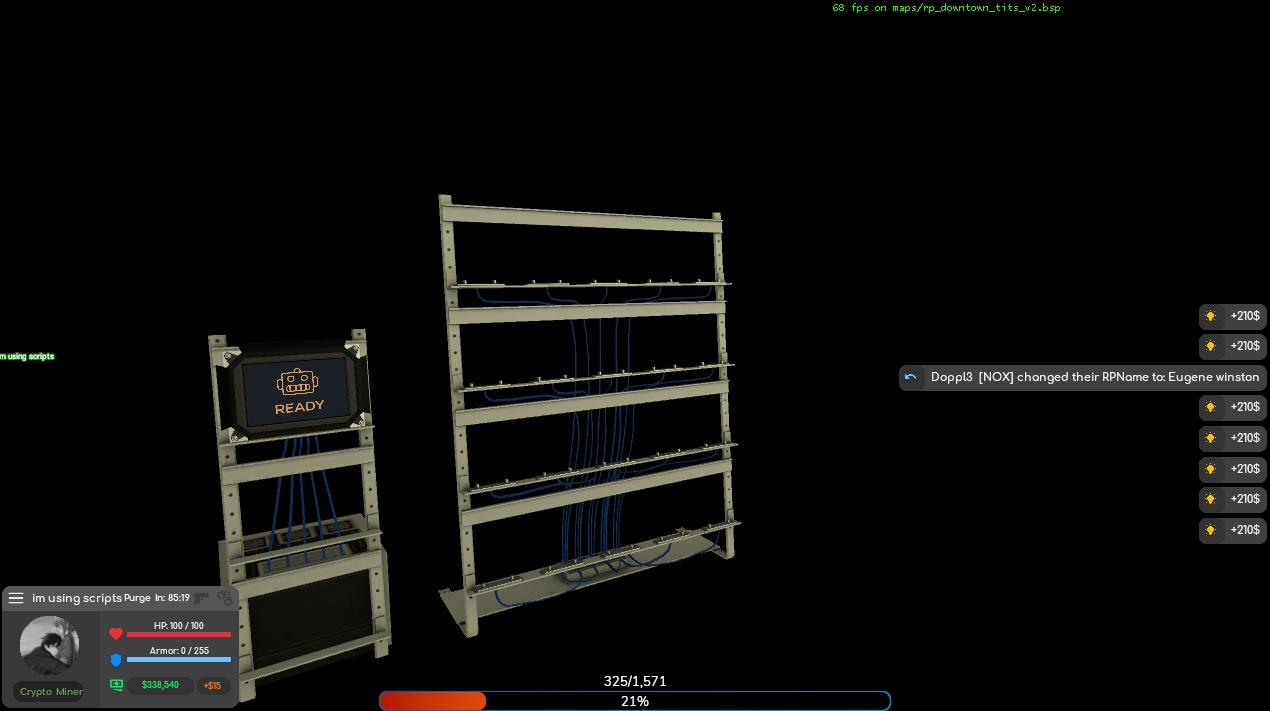 68 fps on maps/rp_downtown_tits_v2.bsp
+210$
+210$
m using scripts
Doppl3 [NOX] changed their RPName to: Eugene winston
READY
+210$
+210$
+210$
+210$
+210$
im using scripts Purge In: 85:19
HP: 100 / 100
Armor: 0 / 255
$338,540 +$15
Crypto Miner
325/1,571
21%